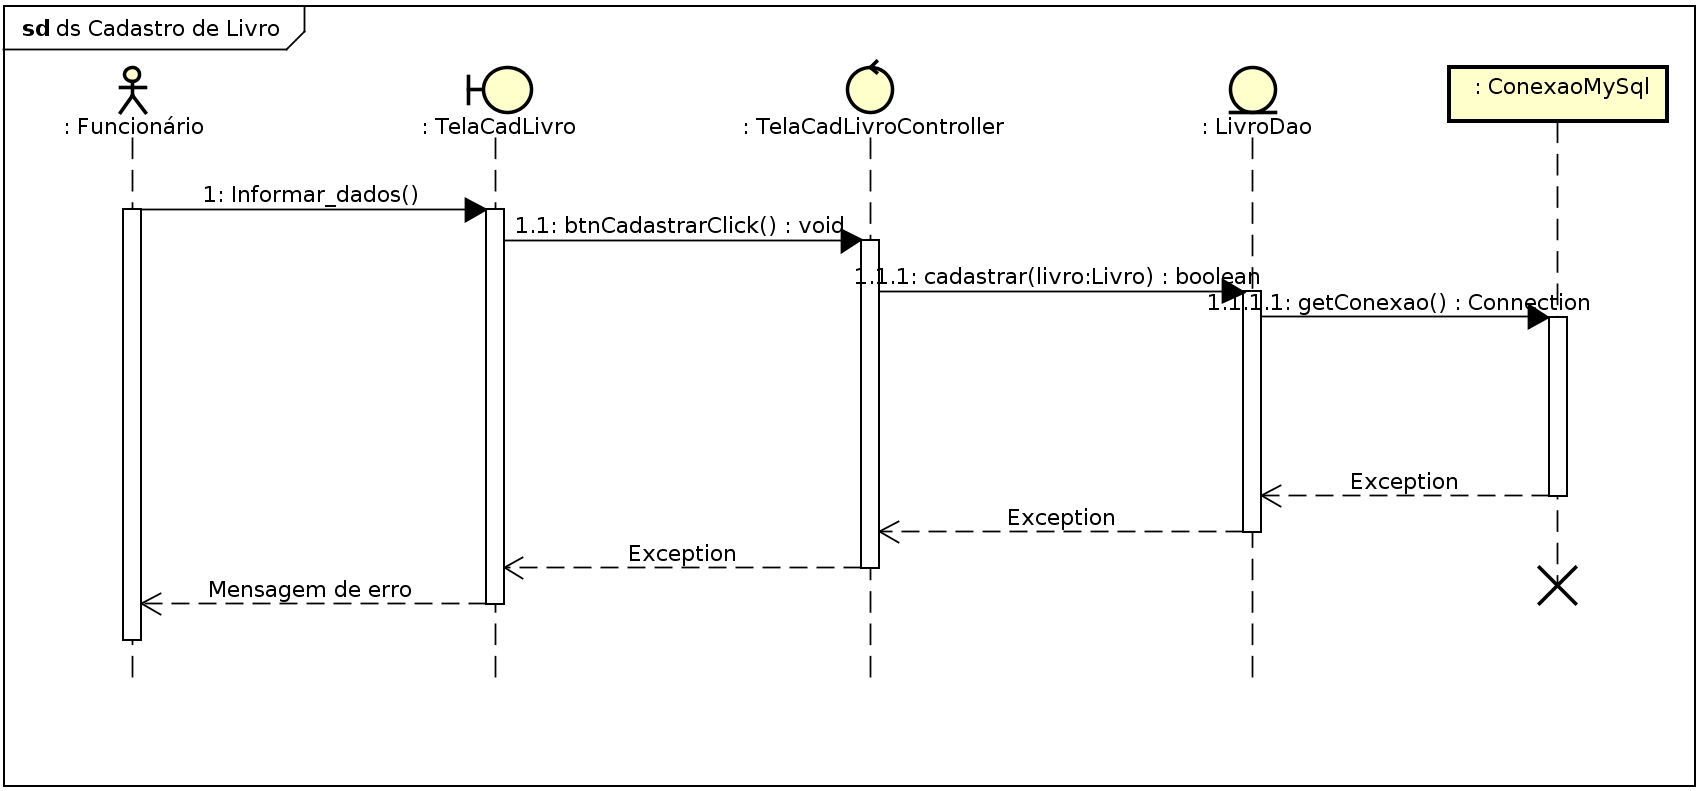 sd ds Cadastro de Livro
: Funcionário
: TelaCadLivro
: TelaCadLivroController
: LivroDao
: ConexaoMySql
1: Informar_dados()
1.1: btnCadastrarClick() : void
1.1.1: cadastrar(livro:Livro) : boolean
1.1.1.1: getConexao() : Connection
Exception
Exception
Exception
Mensagem de erro